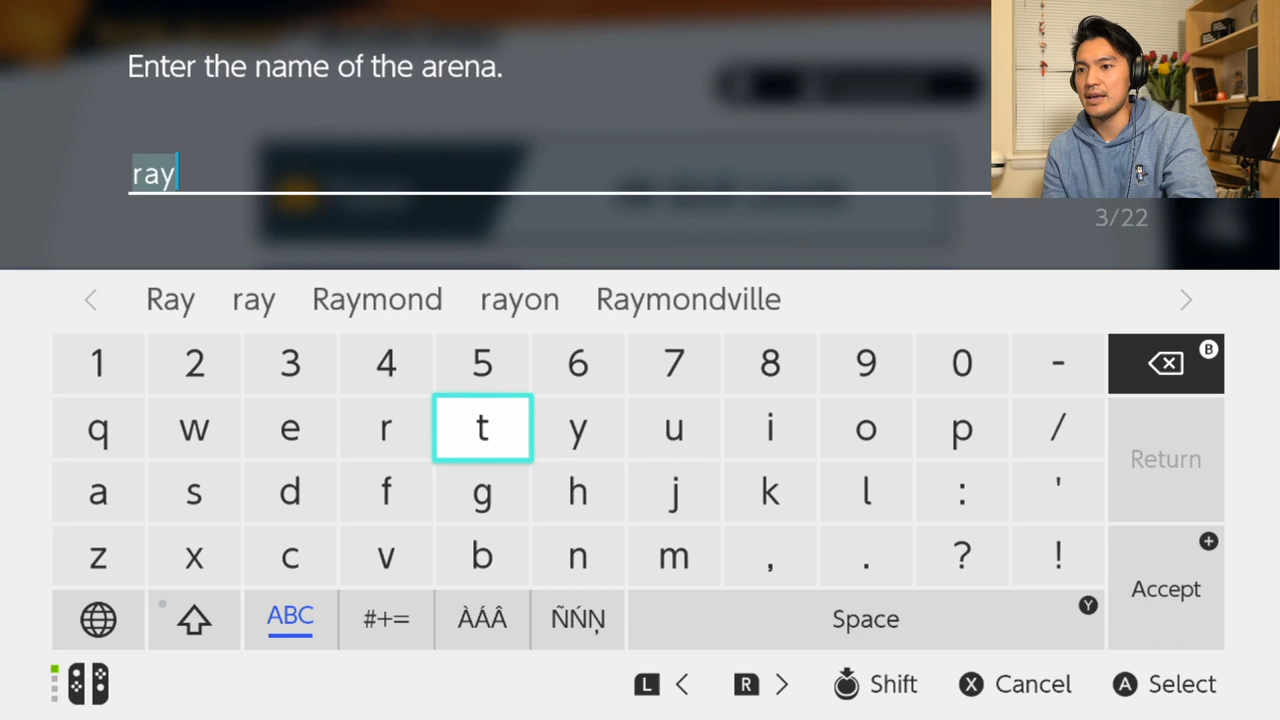 Enter the name of the arena.
ray
3/22
Ray ray Raymond rayon Raymondville
1 2 3 4 5 6 7 8 9 0 -
B
q w e r t y u i o p /
Return
a s d f g h j k l : '
z x c v b n m , . ? !
+
Accept
ABC #+= ÀÁÂ ÑŃŅ Space
Y
L R Shift X Cancel A Select